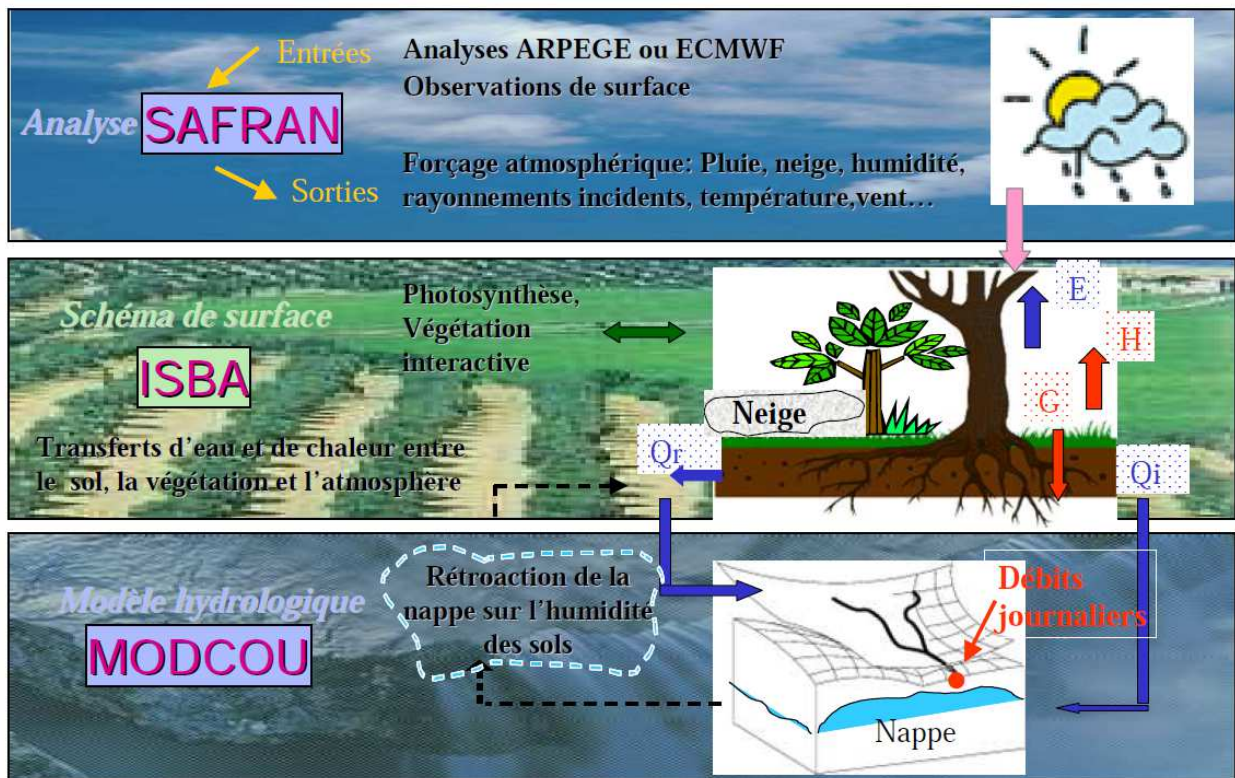 Entrées
Analyses ARPEGE ou ECMWF
Observations de surface
Analyse SAFRAN
Forçage atmosphérique: Pluie, neige, humidité,
rayonnements incidents, température,vent…
Sorties
Schéma de surface
ISBA
Photosynthèse,
Végétation
interactive
E
H
G
Neige
Transferts d'eau et de chaleur entre
le sol, la végétation et l'atmosphère
Qr
Qi
Modèle hydrologique
MODCOU
Rétroaction de la
nappe sur l'humidité
des sols
Débits
journaliers
Nappe